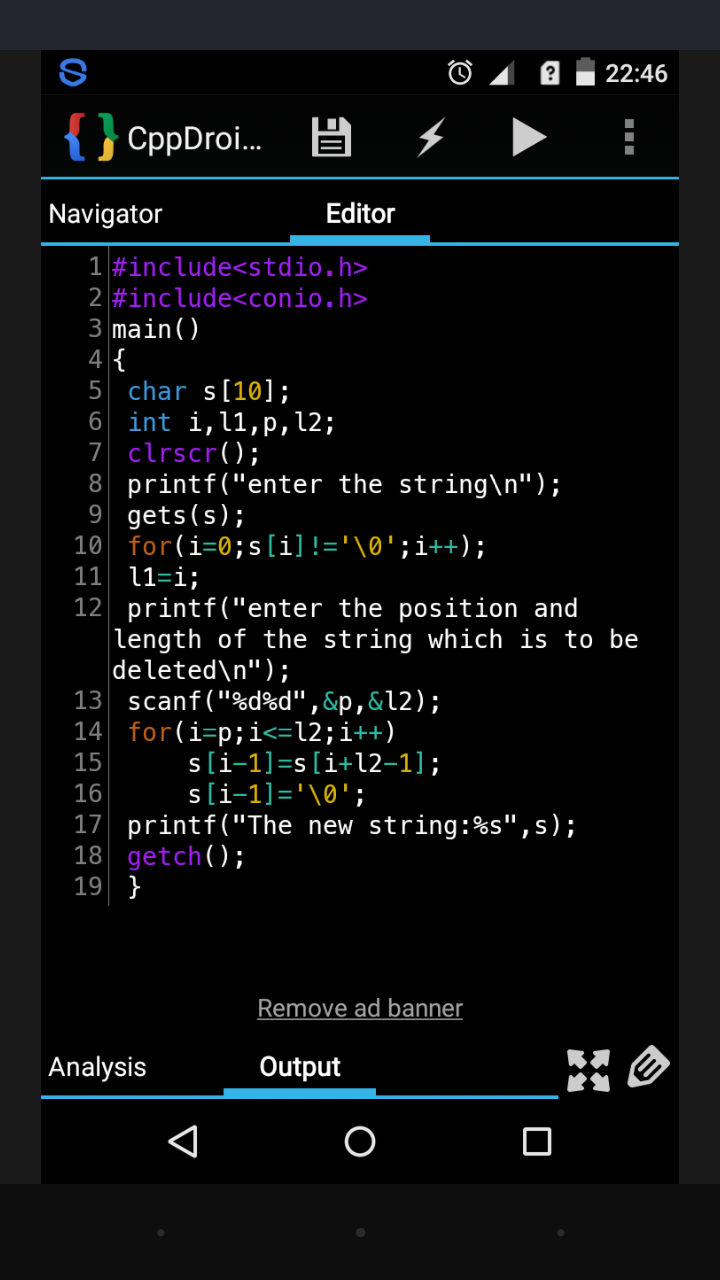 22:46
CppDroi...
Navigator Editor
1 #include<stdio.h>
2 #include<conio.h>
3 main()
4 {
5 char s[10];
6 int i,l1,p,l2;
7 clrscr();
8 printf("enter the string\n");
9 gets(s);
10 for(i=0;s[i]!='\0';i++);
11 l1=i;
12 printf("enter the position and
length of the string which is to be
deleted\n");
13 scanf("%d%d",&p,&l2);
14 for(i=p;i<=l2;i++)
15 s[i-1]=s[i+l2-1];
16 s[i-1]='\0';
17 printf("The new string:%s",s);
18 getch();
19 }
Remove ad banner
Analysis Output